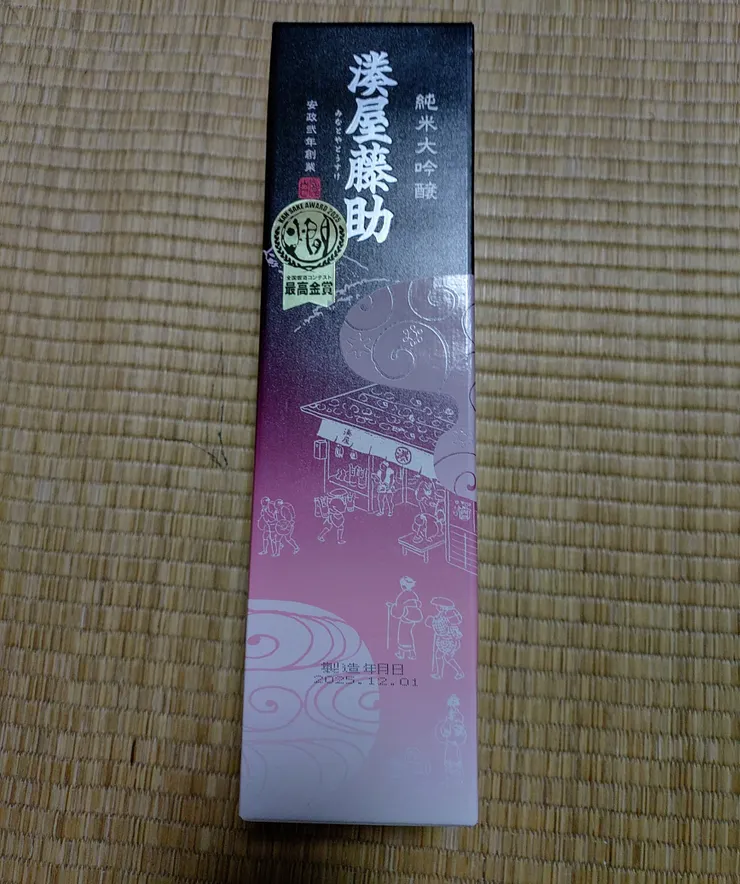 純米大吟醸
湊屋藤助
みなとやとうすけ
安政弐年創業
KAN SAKE AWARD 2025
全国燗酒コンテスト
最高金賞
湊屋
酒
製造年月日
2025.12.01